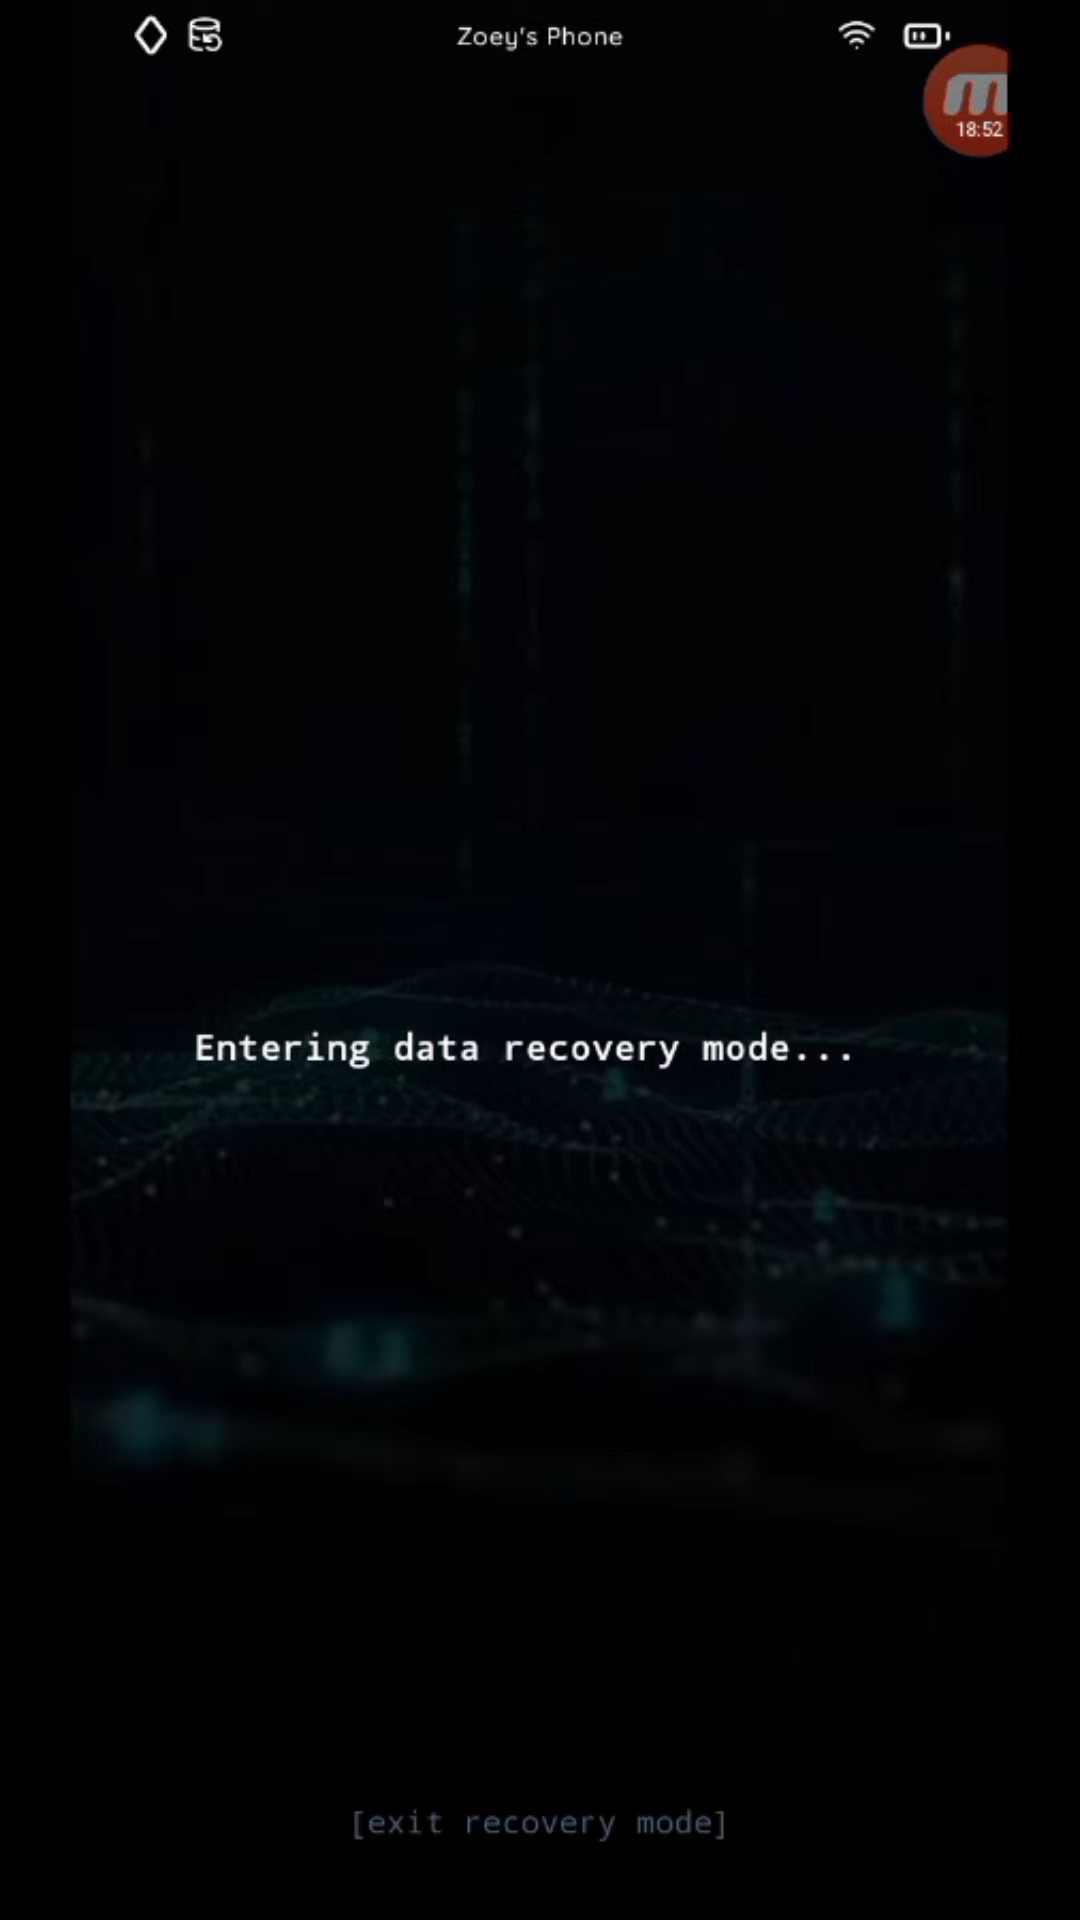 Zoey's Phone
m
18:52
Entering data recovery mode...
[exit recovery mode]